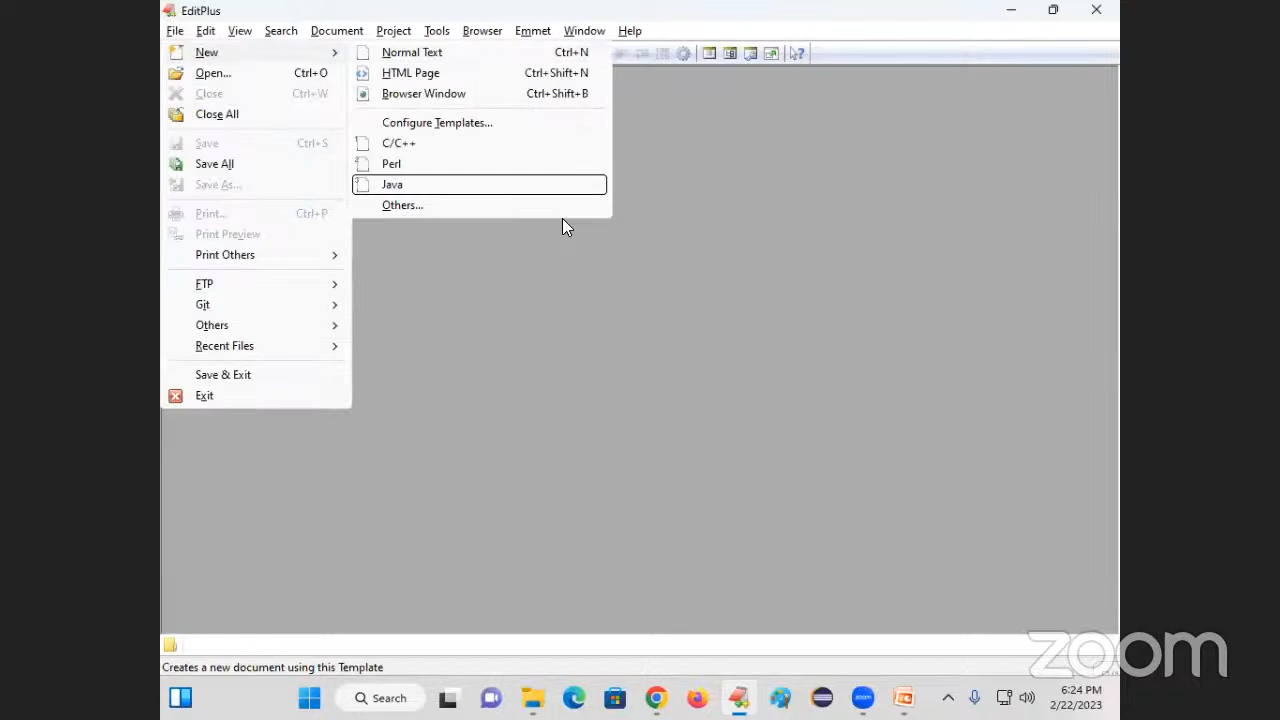 EditPlus
File Edit View Search Document Project Tools Browser Emmet Window Help
New
Open... Ctrl+O
Close Ctrl+W
Close All
Save Ctrl+S
Save All
Save As...
Print... Ctrl+P
Print Preview
Print Others
FTP
Git
Others
Recent Files
Save & Exit
Exit
Normal Text Ctrl+N
HTML Page Ctrl+Shift+N
Browser Window Ctrl+Shift+B
Configure Templates...
C/C++
Perl
Java
Others...
Creates a new document using this Template
zoom
Search
zoom
6:24 PM
2/22/2023